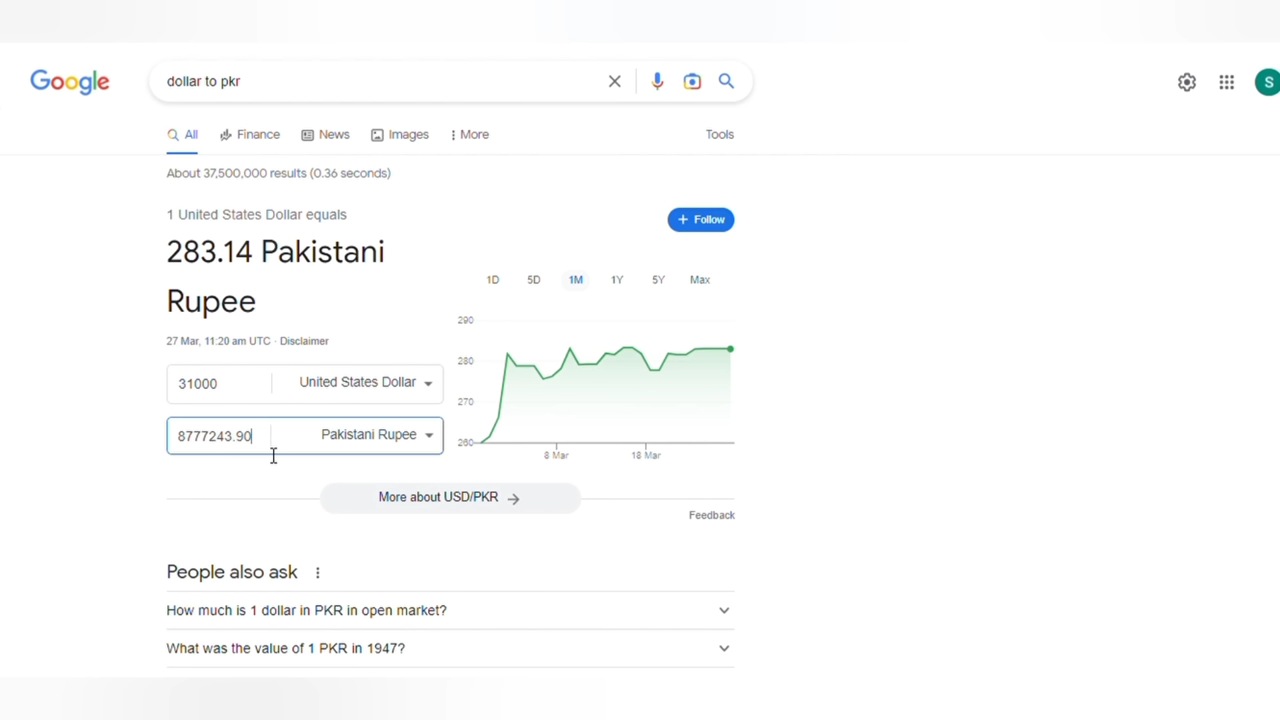 Google
dollar to pkr
S
All Finance News Images More Tools
About 37,500,000 results (0.36 seconds)
1 United States Dollar equals
+ Follow
283.14 Pakistani
Rupee
27 Mar, 11:20 am UTC · Disclaimer
31000 United States Dollar
8777243.90 Pakistani Rupee
1D 5D 1M 1Y 5Y Max
290
280
270
260
8 Mar 18 Mar
More about USD/PKR
Feedback
People also ask
How much is 1 dollar in PKR in open market?
What was the value of 1 PKR in 1947?